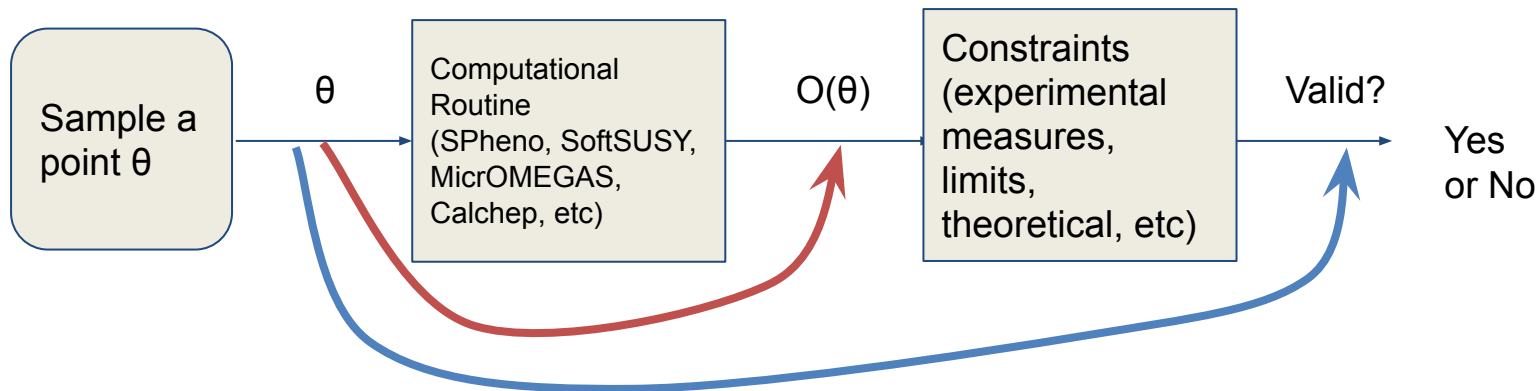 Sample a
point θ
θ
Computational
Routine
(SPheno, SoftSUSY,
MicrOMEGAS,
Calchep, etc)
O(θ)
Constraints
(experimental
measures,
limits,
theoretical, etc)
Valid?
Yes
or No